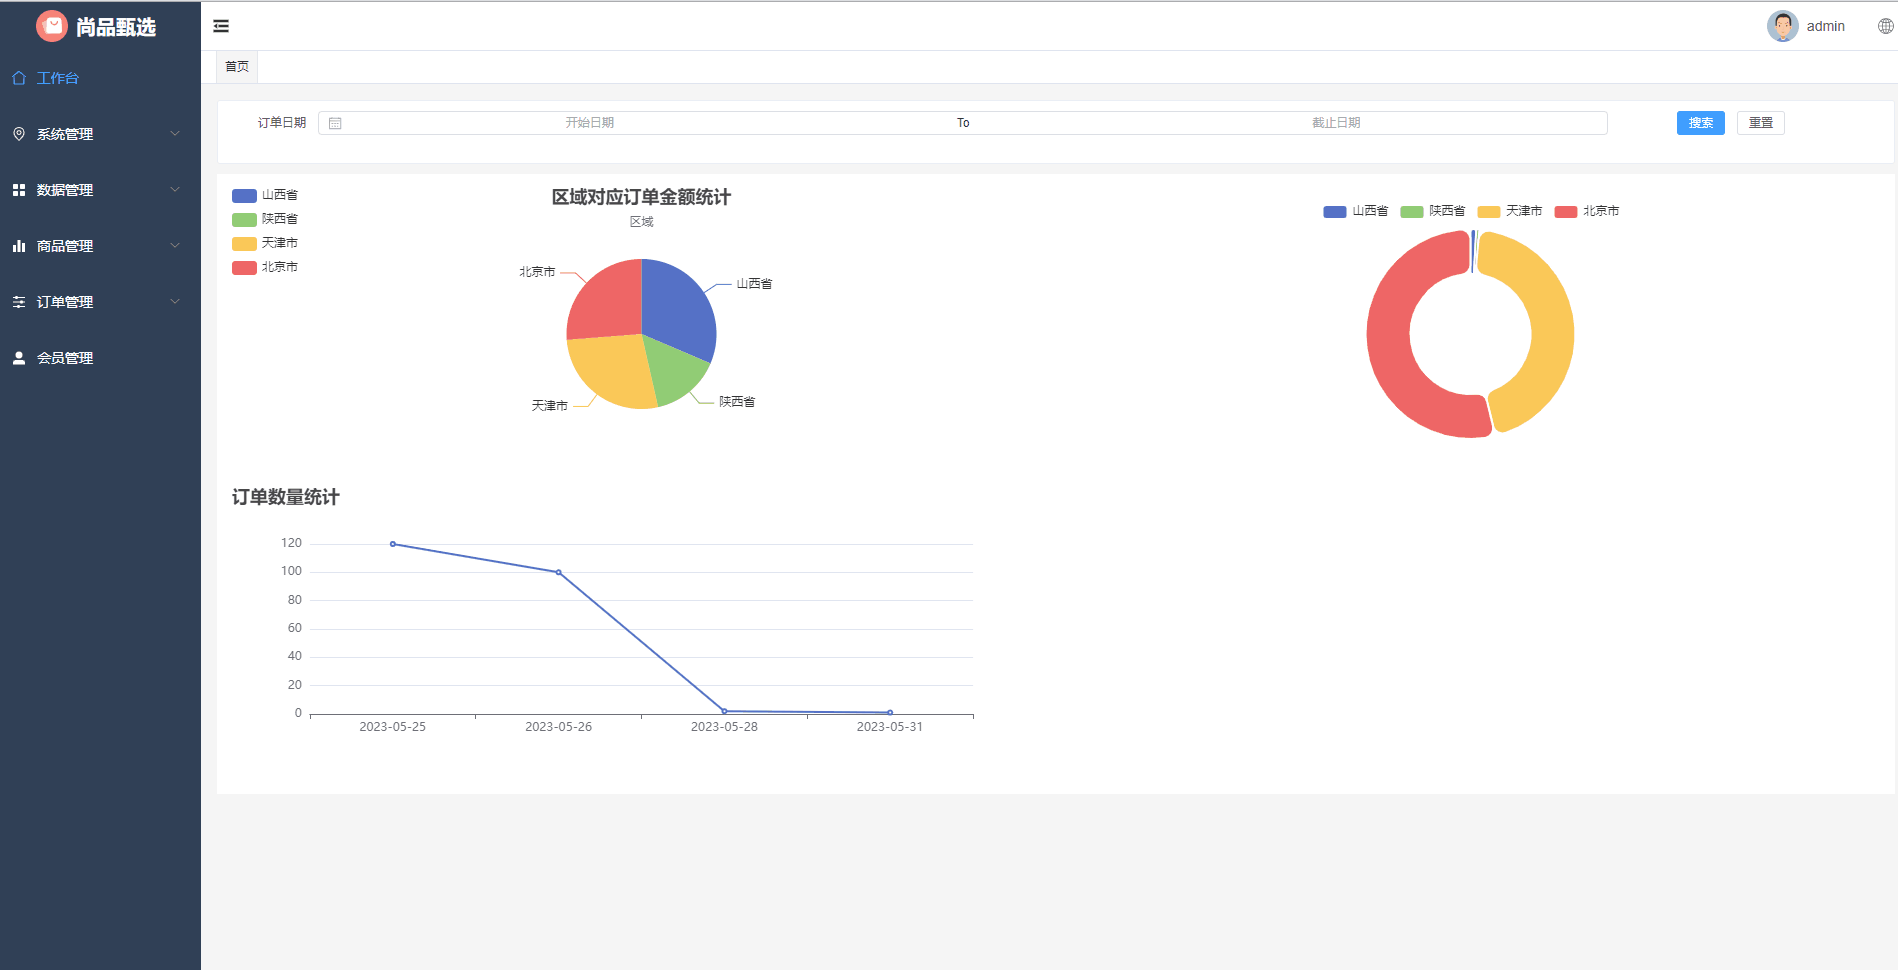 尚品甄选
工作台
系统管理
数据管理
商品管理
订单管理
会员管理
admin
首页
订单日期 开始日期 To 截止日期 搜索 重置
山西省
陕西省
天津市
北京市
区域对应订单金额统计
区域
北京市
山西省
天津市
陕西省
山西省 陕西省 天津市 北京市
订单数量统计
120
100
80
60
40
20
0
2023-05-25 2023-05-26 2023-05-28 2023-05-31